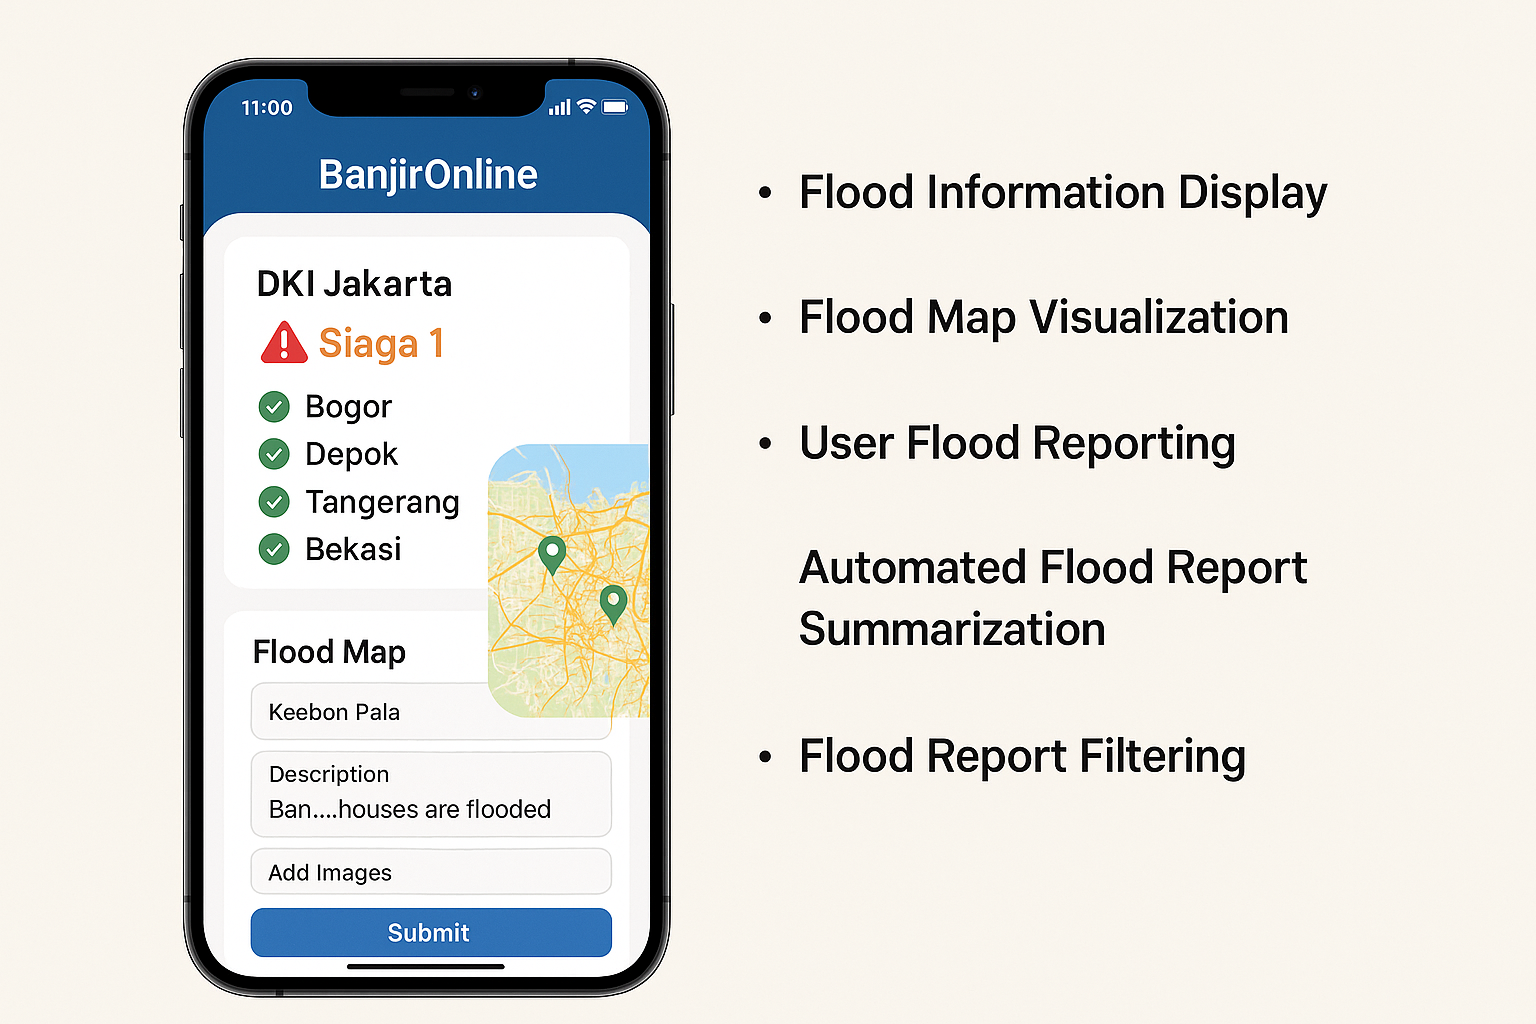 11:00
BanjirOnline
DKI Jakarta
Siaga 1
Bogor
Depok
Tangerang
Bekasi
Flood Map
Keebon Pala
Description
Ban....houses are flooded
Add Images
Submit
• Flood Information Display
• Flood Map Visualization
• User Flood Reporting
Automated Flood Report
Summarization
• Flood Report Filtering